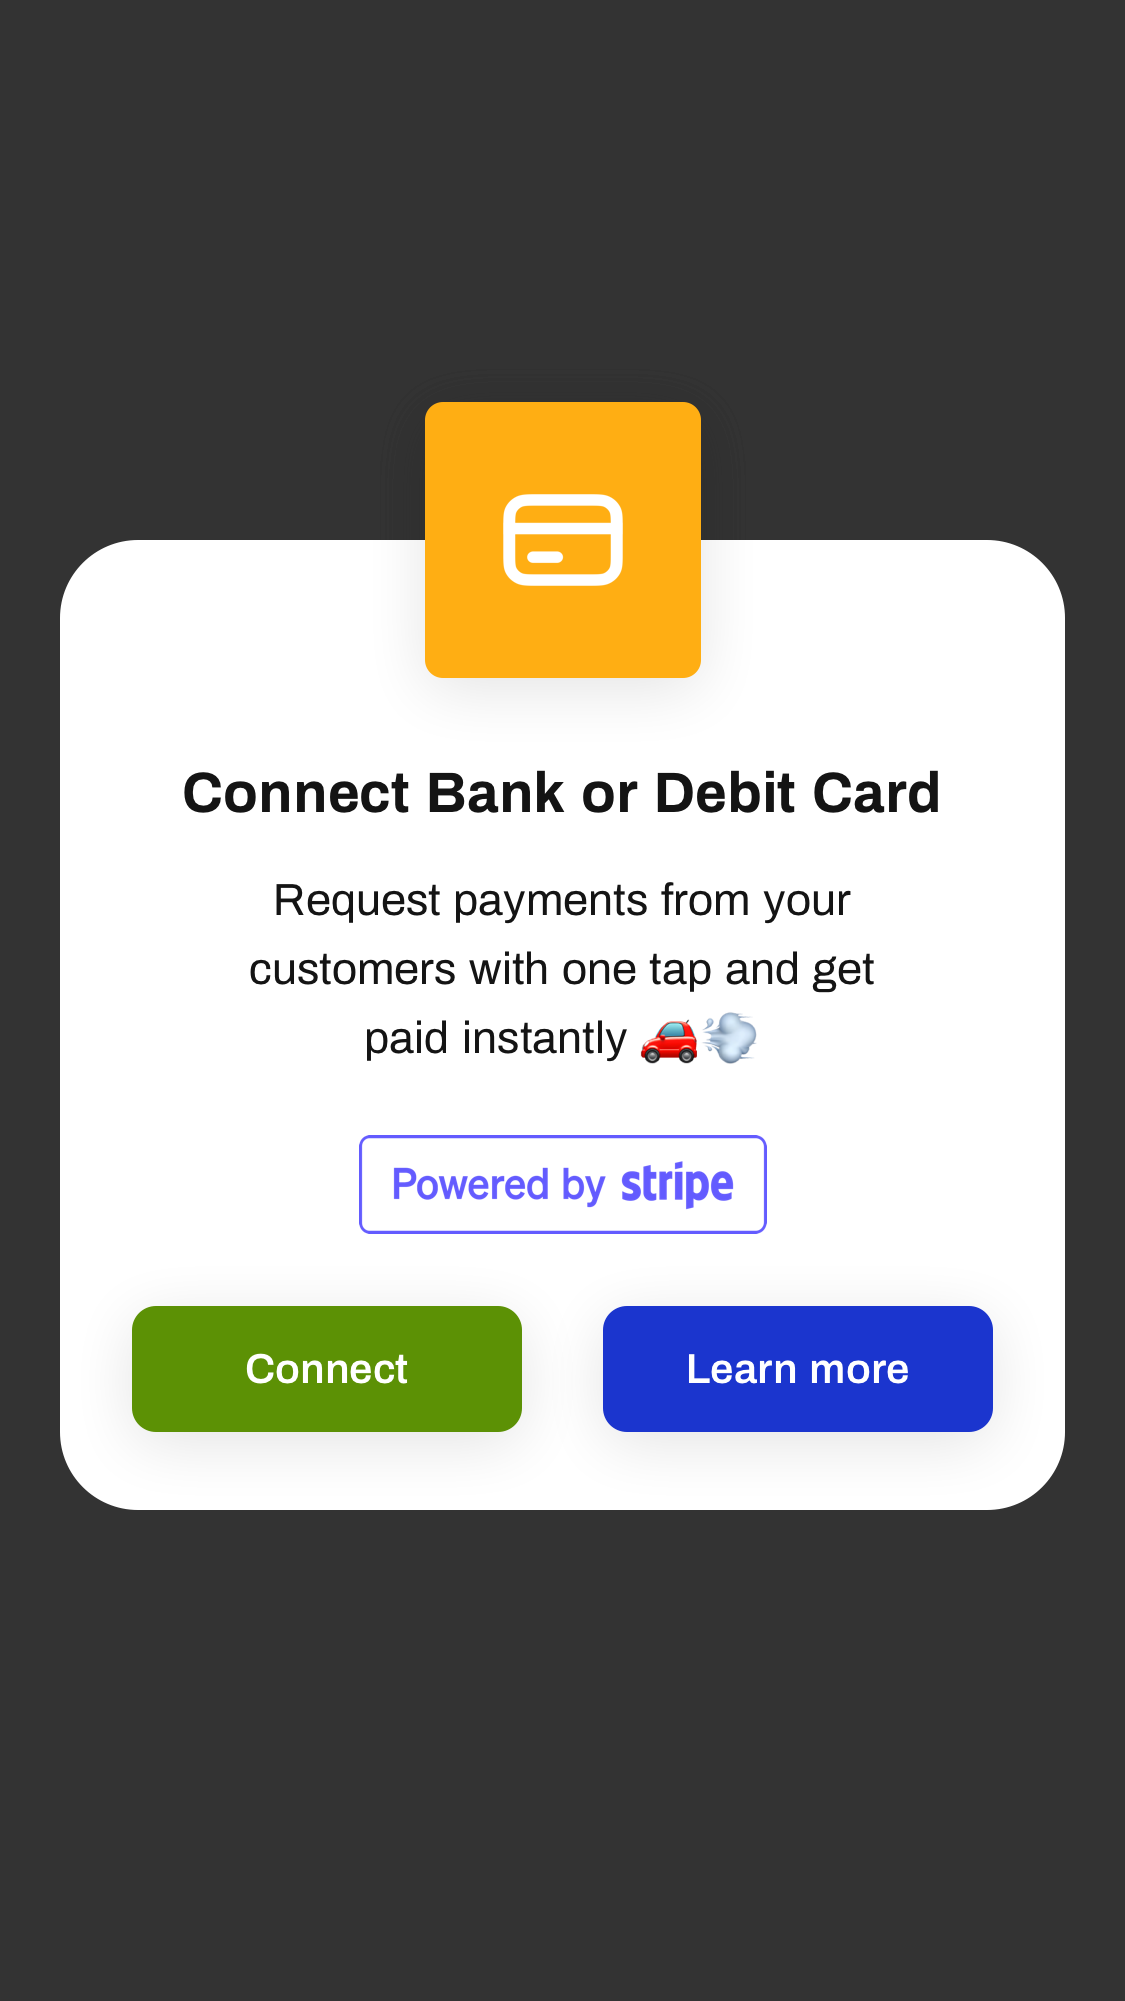 Connect Bank or Debit Card
Request payments from your
customers with one tap and get
paid instantly 🚗💨
Powered by stripe
Connect
Learn more